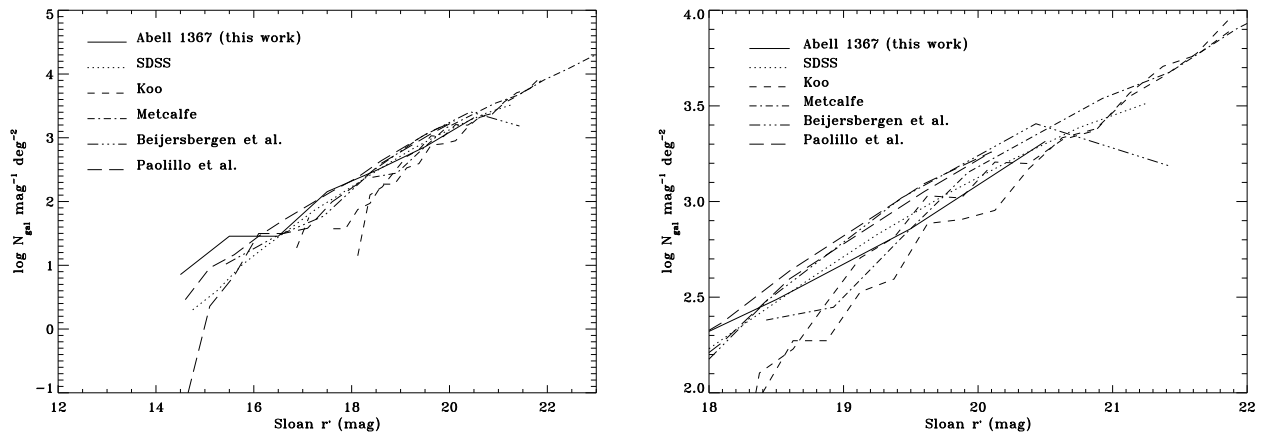 5
4
3
2
1
0
-1
log N_gal mag^-1 deg^-2
Abell 1367 (this work)
SDSS
Koo
Metcalfe
Beijersbergen et al.
Paolillo et al.
12 14 16 18 20 22
Sloan r' (mag)
4.0
3.5
3.0
2.5
2.0
log N_gal mag^-1 deg^-2
Abell 1367 (this work)
SDSS
Koo
Metcalfe
Beijersbergen et al.
Paolillo et al.
18 19 20 21 22
Sloan r' (mag)